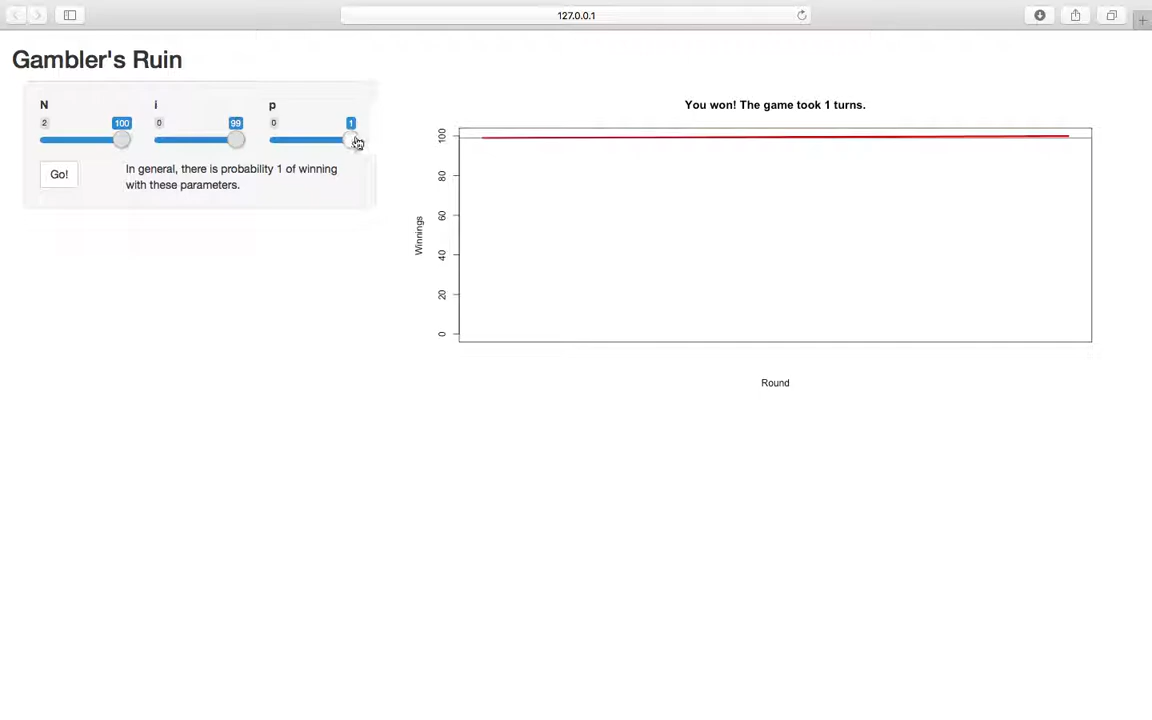 127.0.0.1
Gambler's Ruin
N i p
2 100 0 99 0 1
Go!
In general, there is probability 1 of winning
with these parameters.
You won! The game took 1 turns.
100
80
60
40
20
0
Winnings
Round